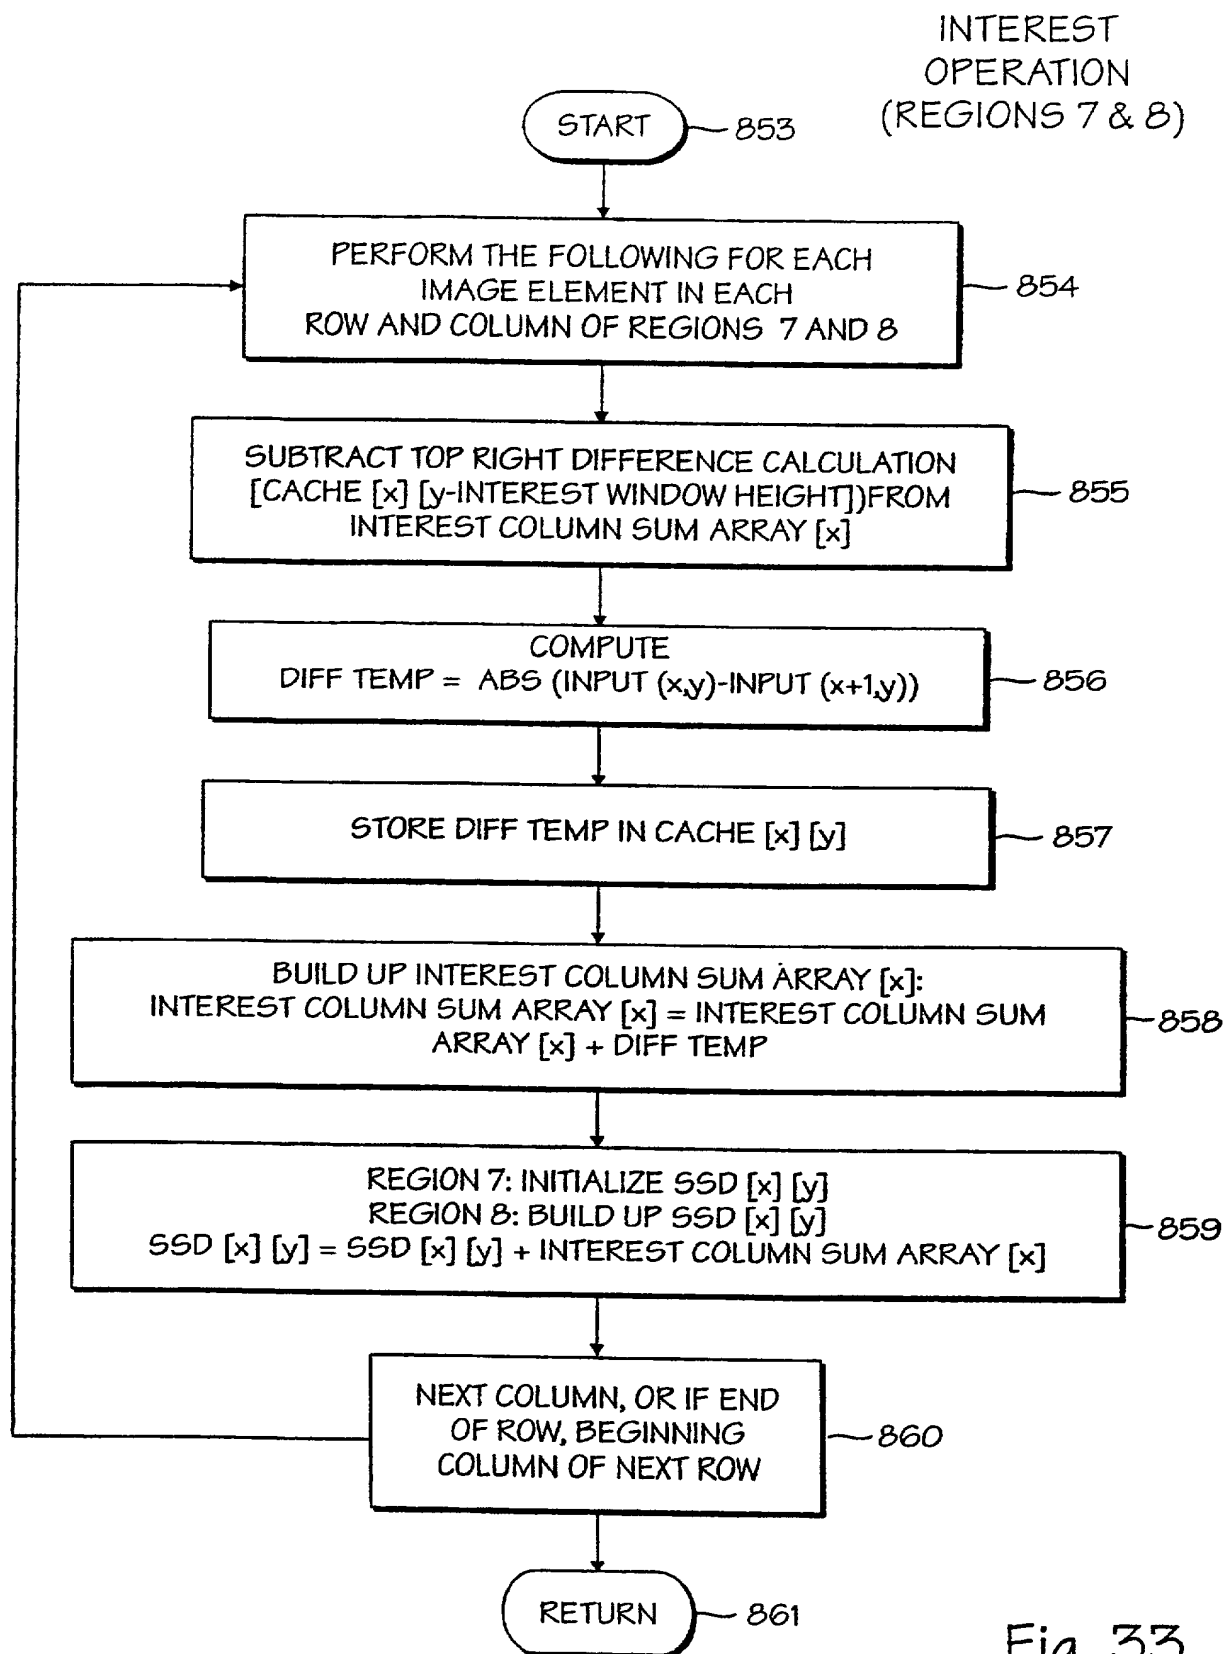 INTEREST
OPERATION
(REGIONS 7 & 8)
START
853
PERFORM THE FOLLOWING FOR EACH
IMAGE ELEMENT IN EACH
ROW AND COLUMN OF REGIONS 7 AND 8
854
SUBTRACT TOP RIGHT DIFFERENCE CALCULATION
[CACHE [x] [y-INTEREST WINDOW HEIGHT])FROM
INTEREST COLUMN SUM ARRAY [x]
855
COMPUTE
DIFF TEMP = ABS (INPUT (x,y)-INPUT (x+1,y))
856
STORE DIFF TEMP IN CACHE [x] [y]
857
BUILD UP INTEREST COLUMN SUM ARRAY [x]:
INTEREST COLUMN SUM ARRAY [x] = INTEREST COLUMN SUM
ARRAY [x] + DIFF TEMP
858
REGION 7: INITIALIZE SSD [x] [y]
REGION 8: BUILD UP SSD [x] [y]
SSD [x] [y] = SSD [x] [y] + INTEREST COLUMN SUM ARRAY [x]
859
NEXT COLUMN, OR IF END
OF ROW, BEGINNING
COLUMN OF NEXT ROW
860
RETURN
861
Fig. 33